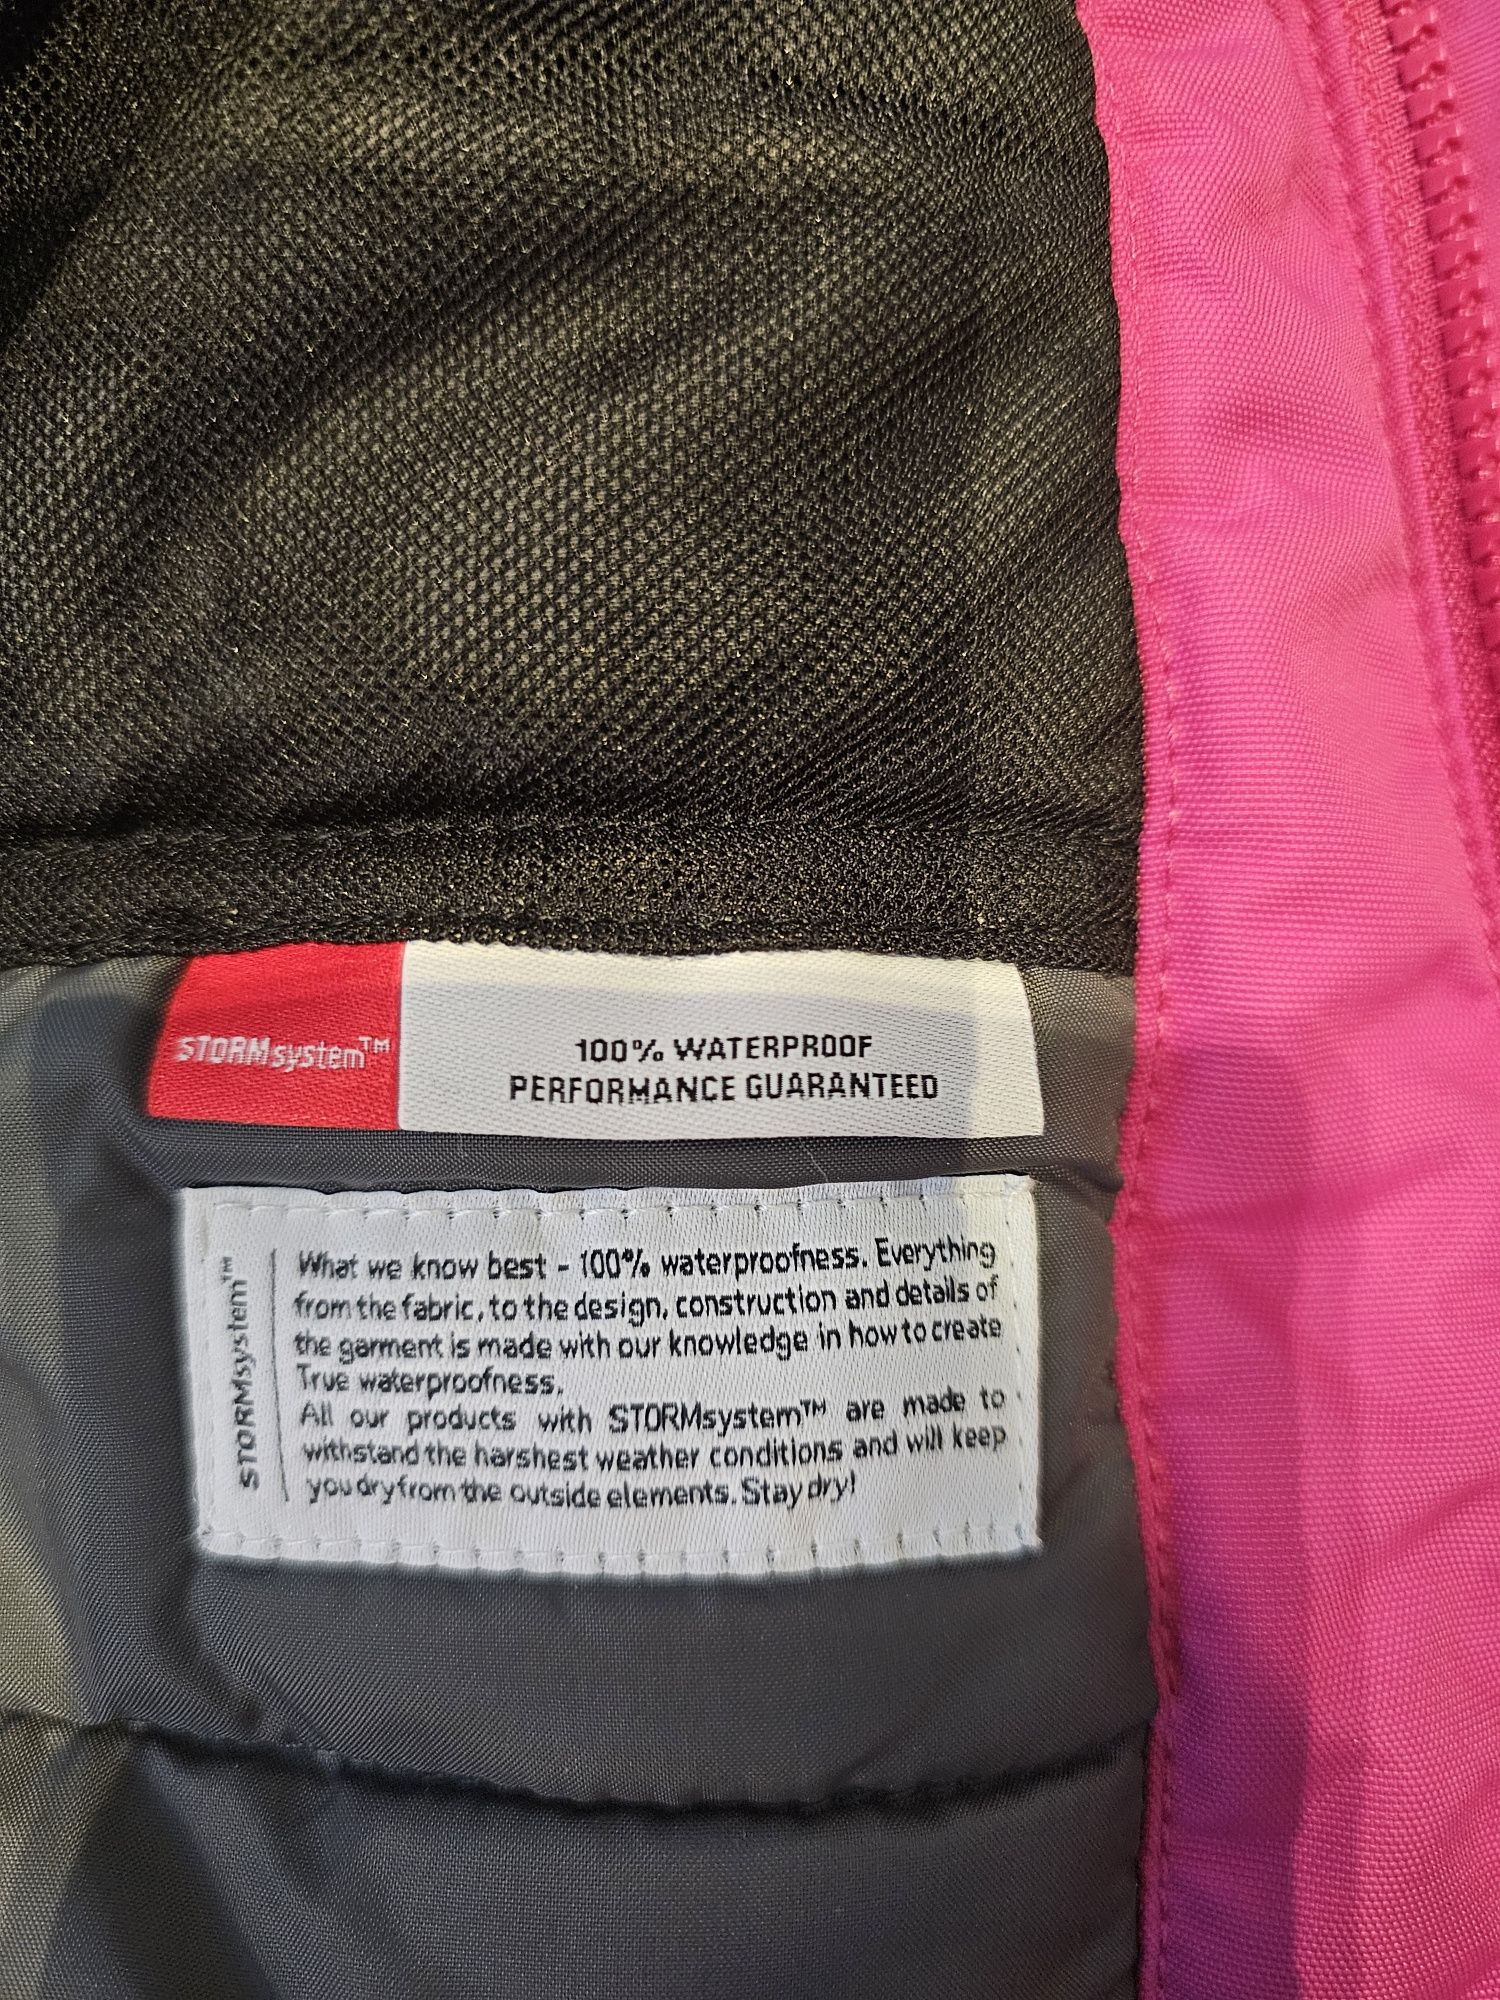 STORMsystem™
100% WATERPROOF
PERFORMANCE GUARANTEED
STORMsystem™
What we know best - 100% waterproofness. Everything
from the fabric, to the design, construction and details of
the garment is made with our knowledge in how to create
True waterproofness.
All our products with STORMsystem™ are made to
withstand the harshest weather conditions and will keep
you dry from the outside elements. Stay dry!